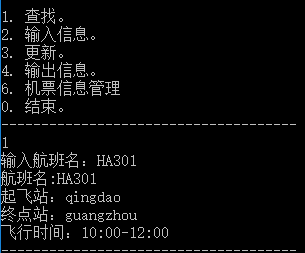 1. 查找。
2. 输入信息。
3. 更新。
4. 输出信息。
6. 机票信息管理
0. 结束。
-------------------------------------
1
输入航班名：HA301
航班名:HA301
起飞站：qingdao
终点站：guangzhou
飞行时间：10:00-12:00
-------------------------------------